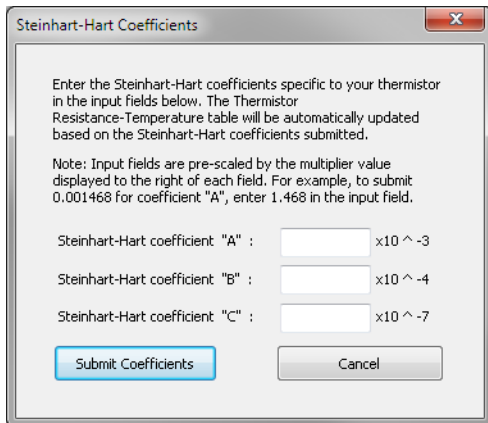 Steinhart-Hart Coefficients
Enter the Steinhart-Hart coefficients specific to your thermistor
in the input fields below. The Thermistor
Resistance-Temperature table will be automatically updated
based on the Steinhart-Hart coefficients submitted.
Note: Input fields are pre-scaled by the multiplier value
displayed to the right of each field. For example, to submit
0.001468 for coefficient "A", enter 1.468 in the input field.
Steinhart-Hart coefficient "A" : x10 ^ -3
Steinhart-Hart coefficient "B" : x10 ^ -4
Steinhart-Hart coefficient "C" : x10 ^ -7
Submit Coefficients Cancel